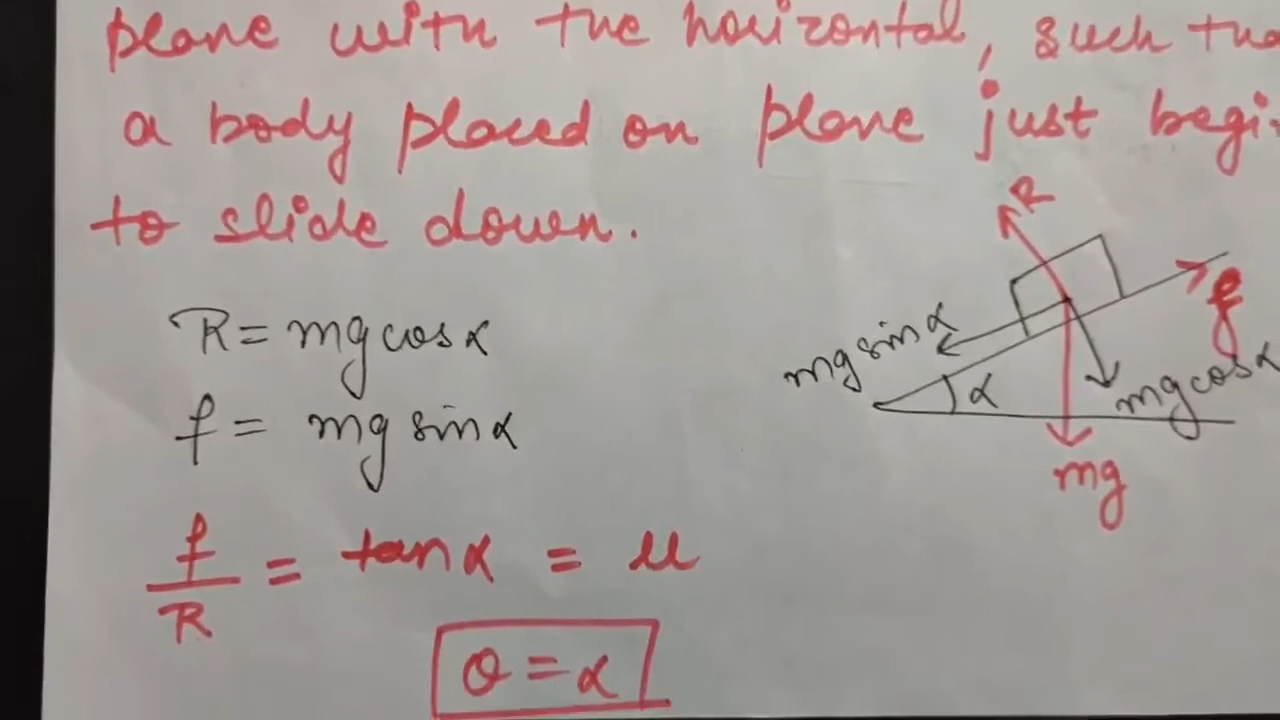 plane with the horizontal, such
a body placed on plane just begi
to slide down.
R = mg cos α
f = mg sin α
f/R = tan α = μ
θ = α
R
f
mg sin α
α
mg cos α
mg